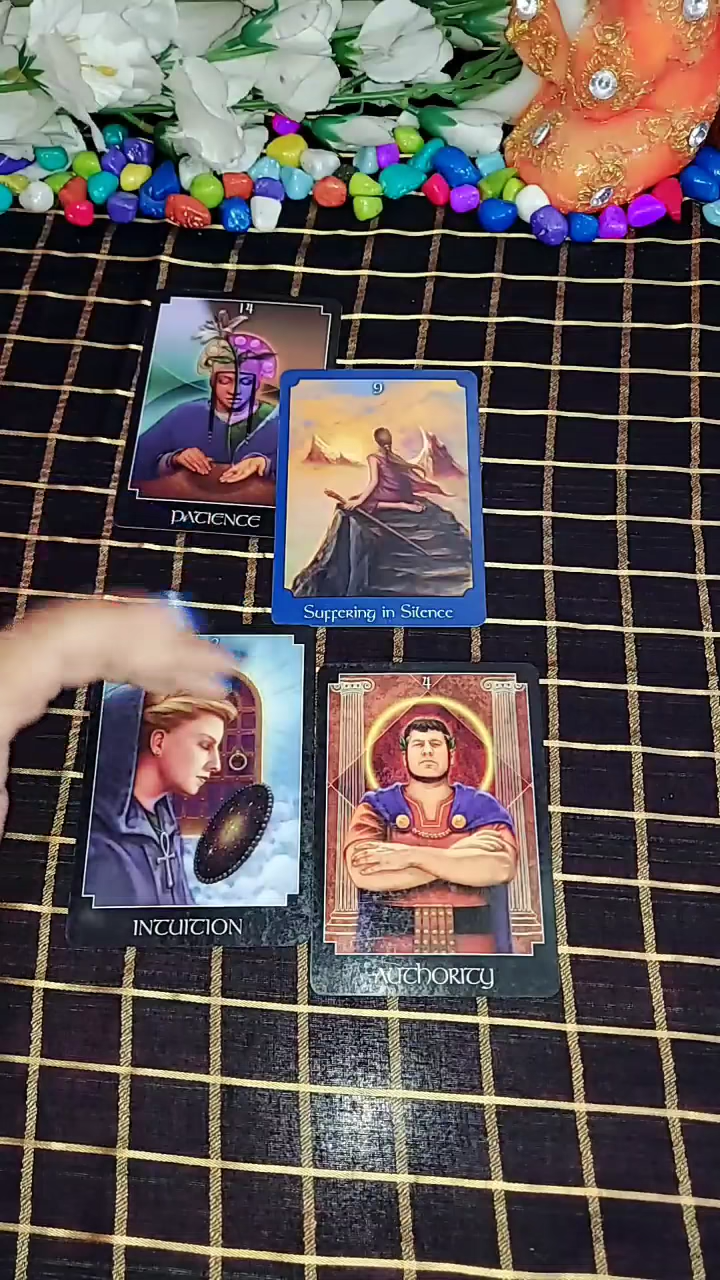 14
PATIENCE
9
Suffering in Silence
INTUITION
4
AUTHORITY